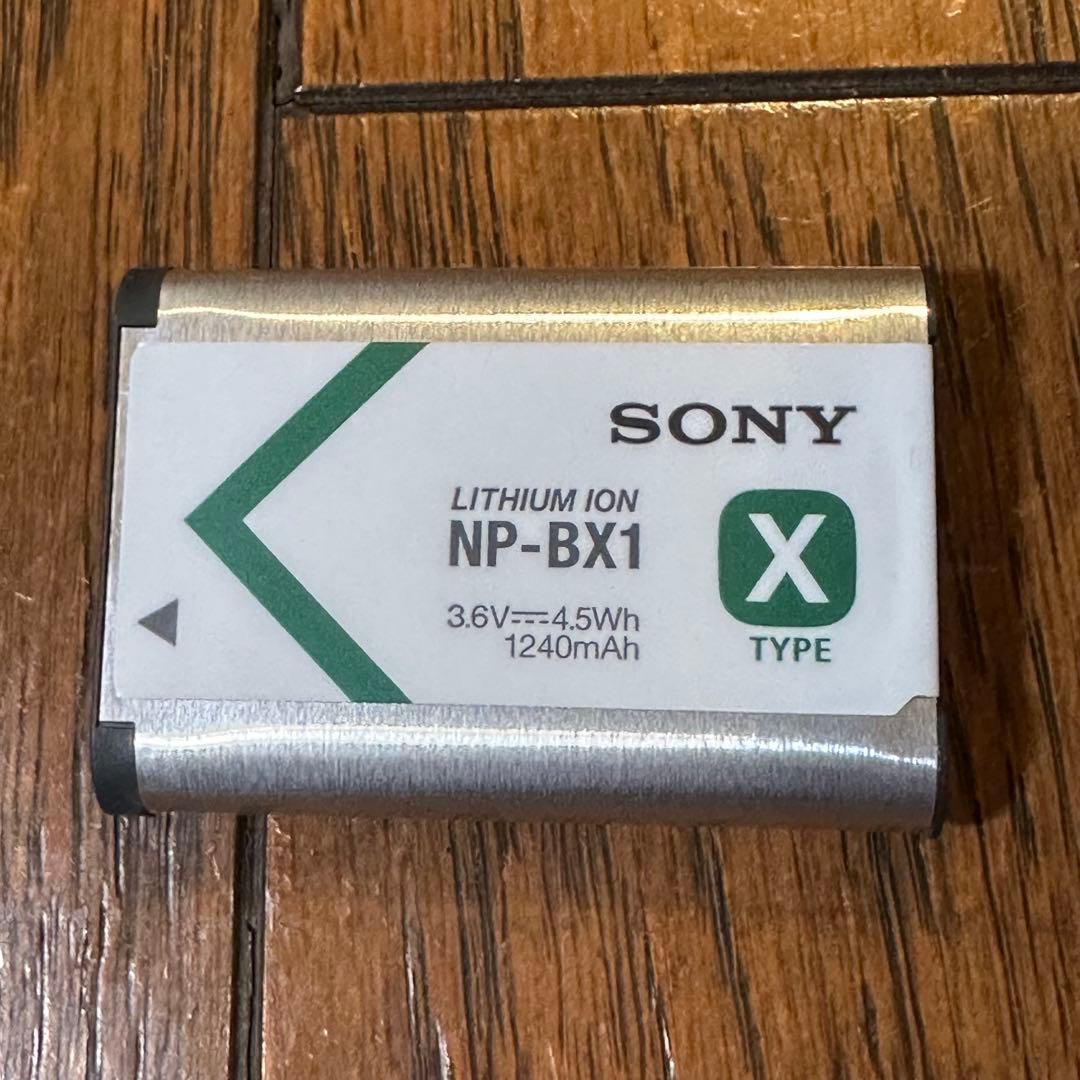 SONY
LITHIUM ION
NP-BX1
3.6V⎓4.5Wh
1240mAh
X
TYPE